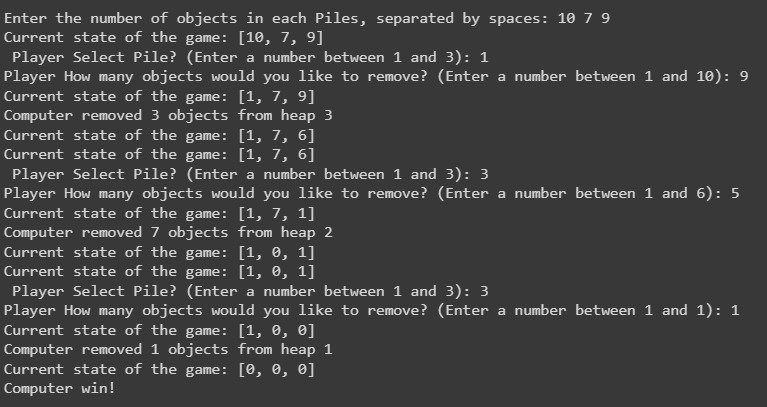 Enter the number of objects in each Piles, separated by spaces: 10 7 9
Current state of the game: [10, 7, 9]
 Player Select Pile? (Enter a number between 1 and 3): 1
Player How many objects would you like to remove? (Enter a number between 1 and 10): 9
Current state of the game: [1, 7, 9]
Computer removed 3 objects from heap 3
Current state of the game: [1, 7, 6]
Current state of the game: [1, 7, 6]
 Player Select Pile? (Enter a number between 1 and 3): 3
Player How many objects would you like to remove? (Enter a number between 1 and 6): 5
Current state of the game: [1, 7, 1]
Computer removed 7 objects from heap 2
Current state of the game: [1, 0, 1]
Current state of the game: [1, 0, 1]
 Player Select Pile? (Enter a number between 1 and 3): 3
Player How many objects would you like to remove? (Enter a number between 1 and 1): 1
Current state of the game: [1, 0, 0]
Computer removed 1 objects from heap 1
Current state of the game: [0, 0, 0]
Computer win!